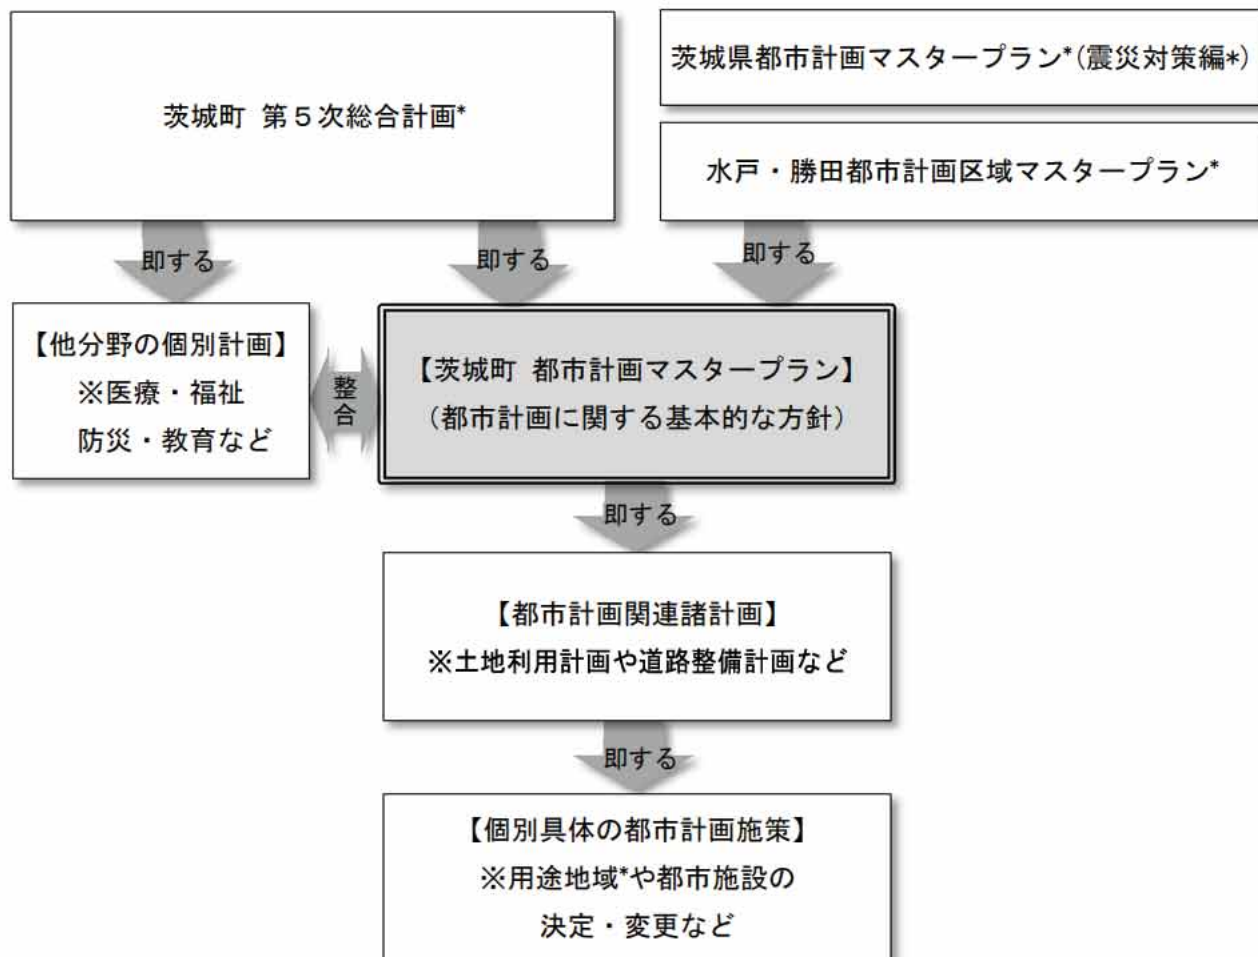 茨城町 第５次総合計画*
茨城県都市計画マスタープラン*(震災対策編*)
水戸・勝田都市計画区域マスタープラン*
即する
即する
即する
【他分野の個別計画】
※医療・福祉
防災・教育など
整合
【茨城町 都市計画マスタープラン】
（都市計画に関する基本的な方針）
即する
【都市計画関連諸計画】
※土地利用計画や道路整備計画など
即する
【個別具体の都市計画施策】
※用途地域*や都市施設の
決定・変更など